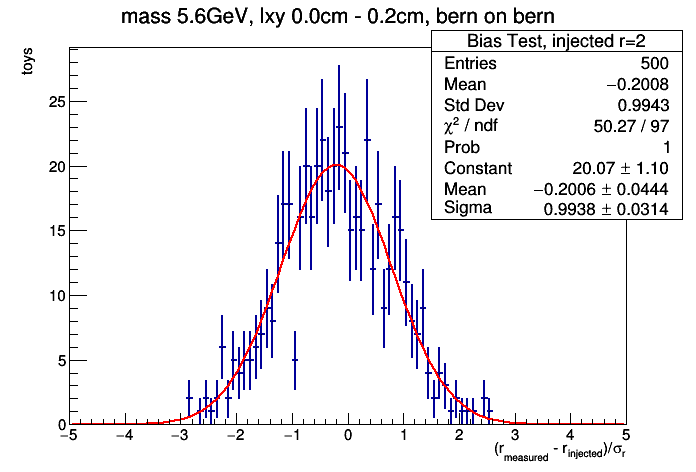 mass 5.6GeV, lxy 0.0cm - 0.2cm, bern on bern
Bias Test, injected r=2
Entries 500
Mean −0.2008
Std Dev 0.9943
χ² / ndf 50.27 / 97
Prob 1
Constant 20.07 ± 1.10
Mean −0.2006 ± 0.0444
Sigma 0.9938 ± 0.0314
toys
25
20
15
10
5
0
−5 −4 −3 −2 −1 0 1 2 3 4 5
(r_measured - r_injected)/σ_r